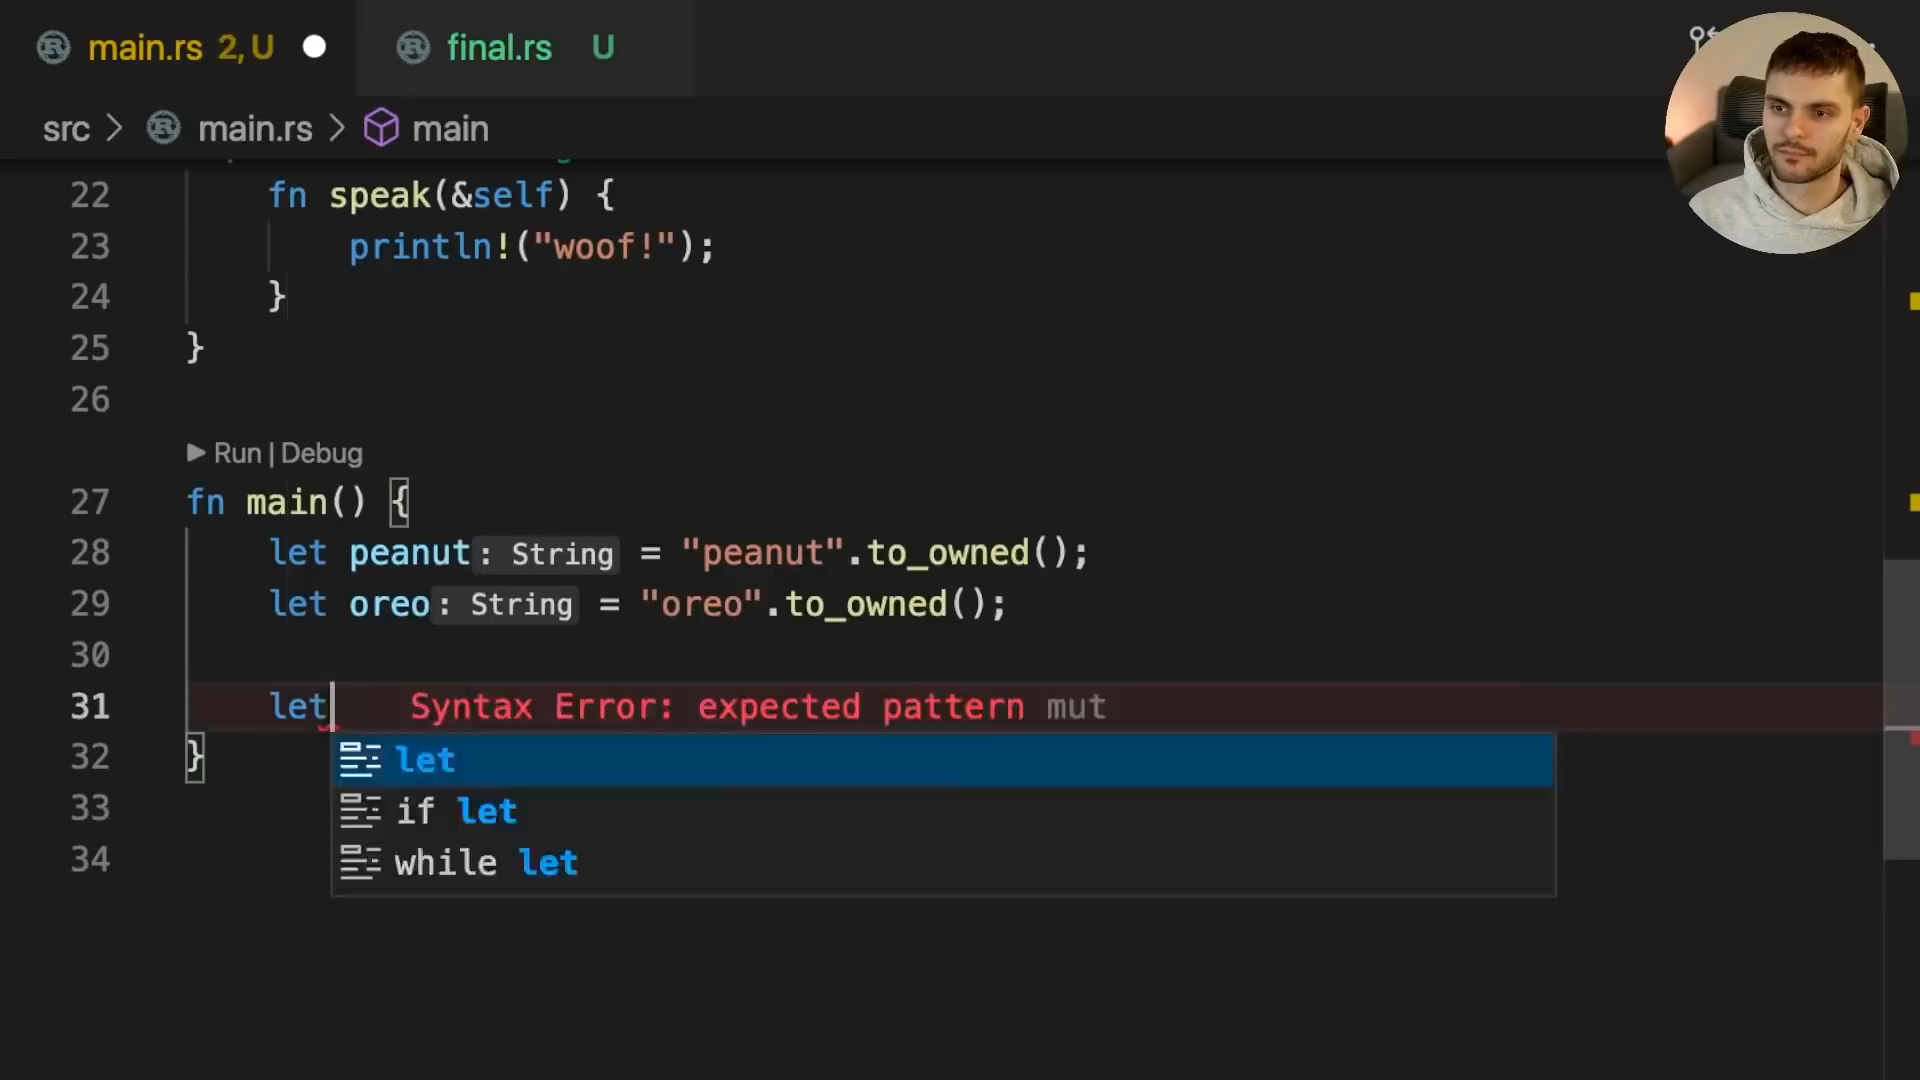 main.rs 2, U
final.rs U
src > main.rs > main
22 fn speak(&self) {
23 println!("woof!");
24 }
25 }
26
Run | Debug
27 fn main() {
28 let peanut: String = "peanut".to_owned();
29 let oreo: String = "oreo".to_owned();
30
31 let Syntax Error: expected pattern mut
32 }
let
if let
33
while let
34